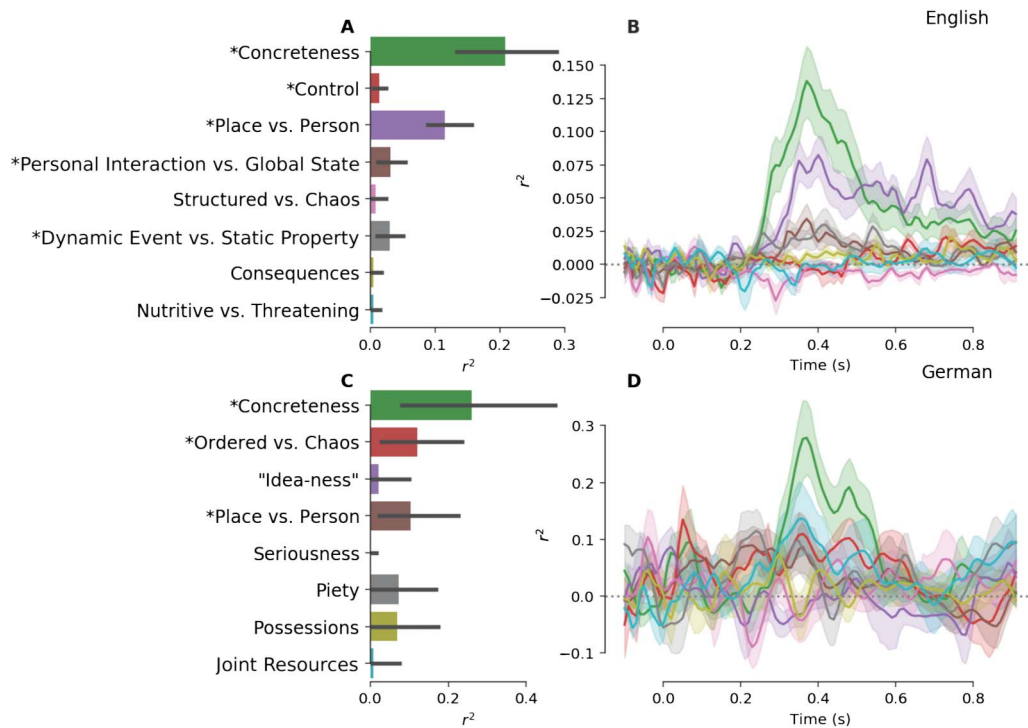 English
A
*Concreteness
*Control
*Place vs. Person
*Personal Interaction vs. Global State
Structured vs. Chaos
*Dynamic Event vs. Static Property
Consequences
Nutritive vs. Threatening
0.0 0.1 0.2 0.3
r²
B
0.150
0.125
0.100
0.075
0.050
0.025
0.000
−0.025
r²
0.0 0.2 0.4 0.6 0.8
Time (s)
German
C
*Concreteness
*Ordered vs. Chaos
"Idea-ness"
*Place vs. Person
Seriousness
Piety
Possessions
Joint Resources
0.0 0.2 0.4
r²
D
0.3
0.2
0.1
0.0
−0.1
r²
0.0 0.2 0.4 0.6 0.8
Time (s)